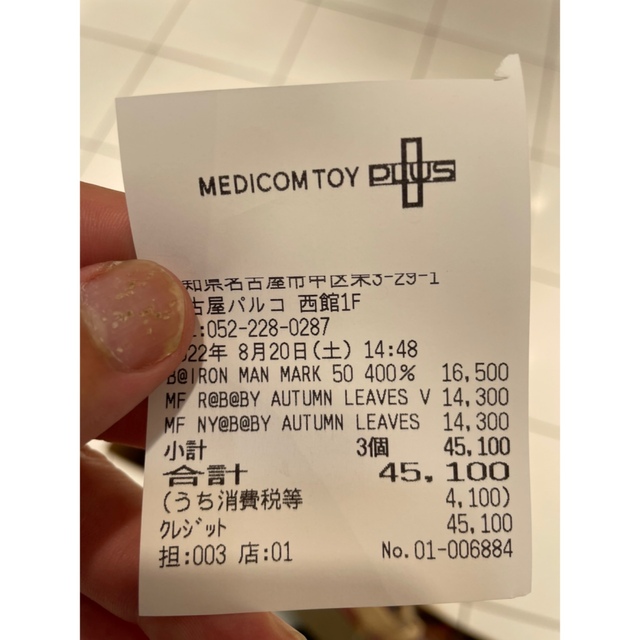 MEDICOM TOY PLUS
知県名古屋市中区栄3-29-1
古屋パルコ 西館1F
:052-228-0287
022年 8月20日(土) 14:48
B@IRON MAN MARK 50 400% 16,500
MF R@B@BY AUTUMN LEAVES V 14,300
MF NY@B@BY AUTUMN LEAVES 14,300
小計 3個 45,100
合計 45,100
(うち消費税等 4,100)
クレジット 45,100
担:003 店:01 No.01-006884